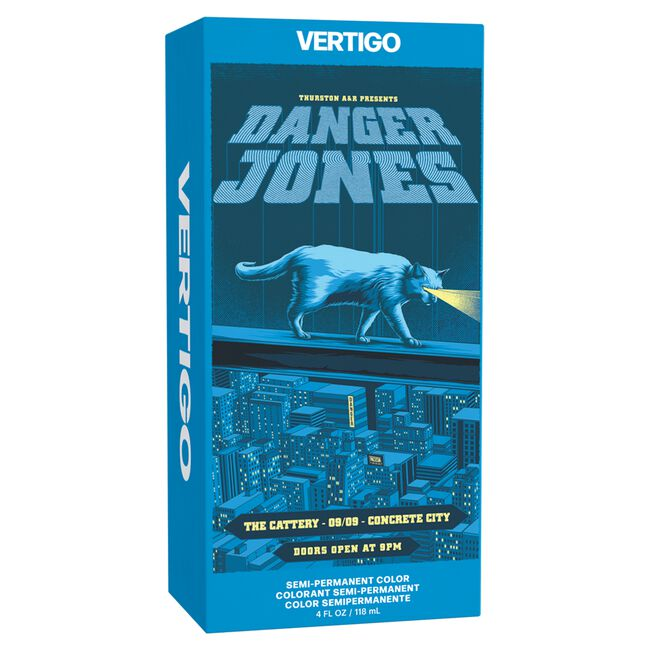 VERTIGO
THURSTON A&R PRESENTS
DANGER
JONES
VERTIGO
THE CATTERY - 09/09 - CONCRETE CITY
DOORS OPEN AT 9PM
SEMI-PERMANENT COLOR
COLORANT SEMI-PERMANENT
COLOR SEMIPERMANENTE
4 FL OZ / 118 mL